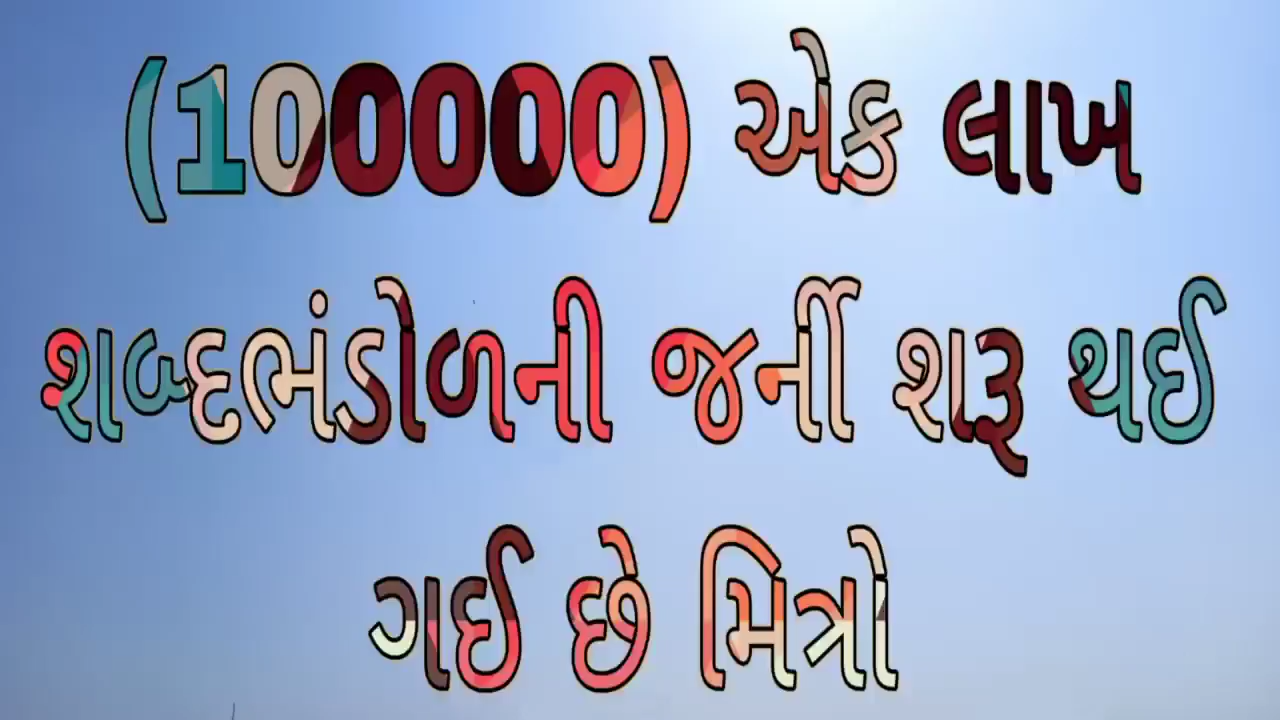 (100000) એક લાખ
શબ્દભંડોળની જર્ની શરૂ થઈ
ગઈ છે મિત્રો